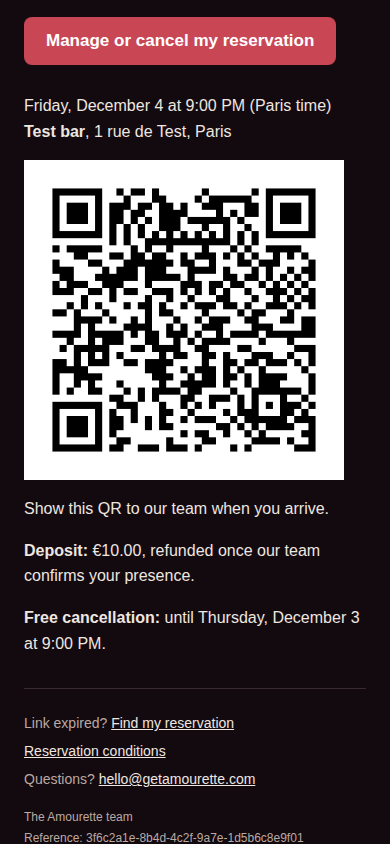 Manage or cancel my reservation
Friday, December 4 at 9:00 PM (Paris time)
Test bar, 1 rue de Test, Paris
Show this QR to our team when you arrive.
Deposit: €10.00, refunded once our team
confirms your presence.
Free cancellation: until Thursday, December 3
at 9:00 PM.
Link expired? Find my reservation
Reservation conditions
Questions? hello@getamourette.com
The Amourette team
Reference: 3f6c2a1e-8b4d-4c2f-9a7e-1d5b6c8e9f01